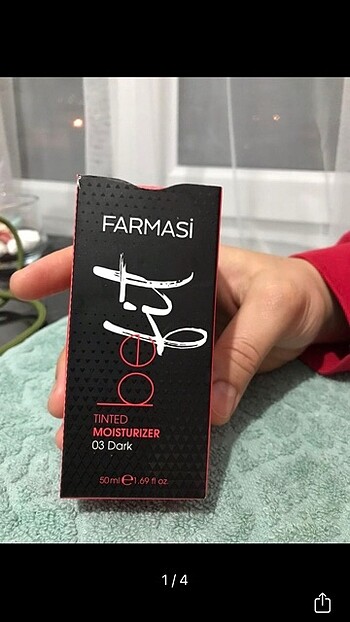 FARMASİ
be fit
TINTED
MOISTURIZER
03 Dark
50 ml ℮ 1.69 fl oz.
1 / 4